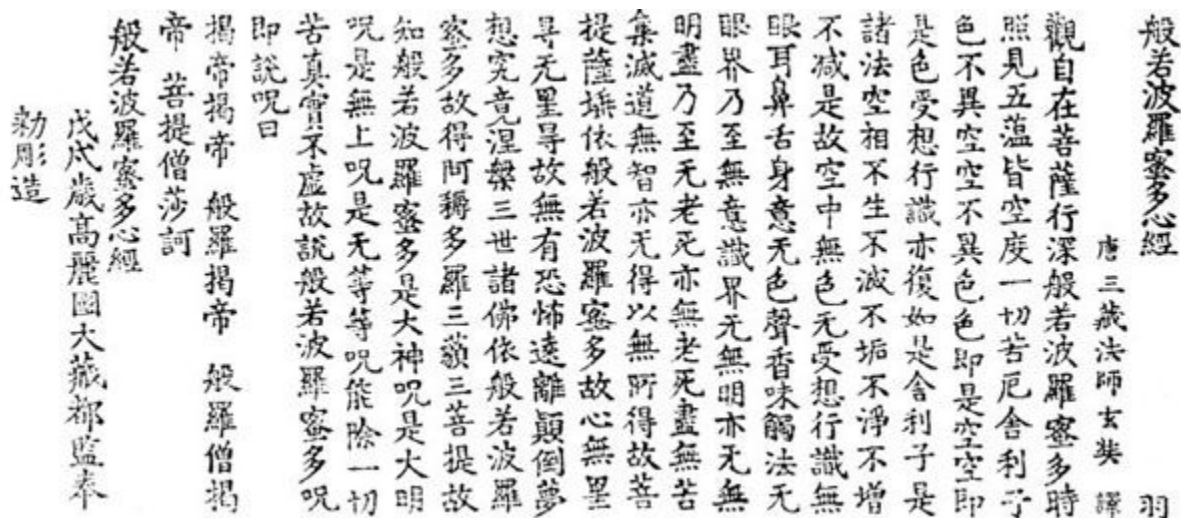 般若波羅蜜多心經 羽
唐三藏法師玄奘 譯
觀自在菩薩行深般若波羅蜜多時
照見五蕰皆空度一切苦厄舍利子
色不異空空不異色色即是空空即
是色受想行識亦復如是舍利子是
諸法空相不生不滅不垢不淨不增
不减是故空中無色无受想行識無
眼耳鼻舌身意无色聲香味觸法无
眼界乃至無意識界无無明亦无無
明盡乃至无老死亦無老死盡無苦
集滅道無智亦无得以無所得故菩
提薩埵依般若波羅蜜多故心無罣
㝵无罣㝵故無有恐怖遠離顛倒夢
想究竟涅槃三世諸佛依般若波羅
蜜多故得阿耨多羅三藐三菩提故
知般若波羅蜜多是大神呪是大明
呪是無上呪是无等等呪能除一切
苦真實不虛故說般若波羅蜜多呪
即說呪曰
揭帝揭帝 般羅揭帝 般羅僧揭
帝 菩提僧莎訶
般若波羅蜜多心經
戊戌歲高麗國大藏都監奉
勑彫造